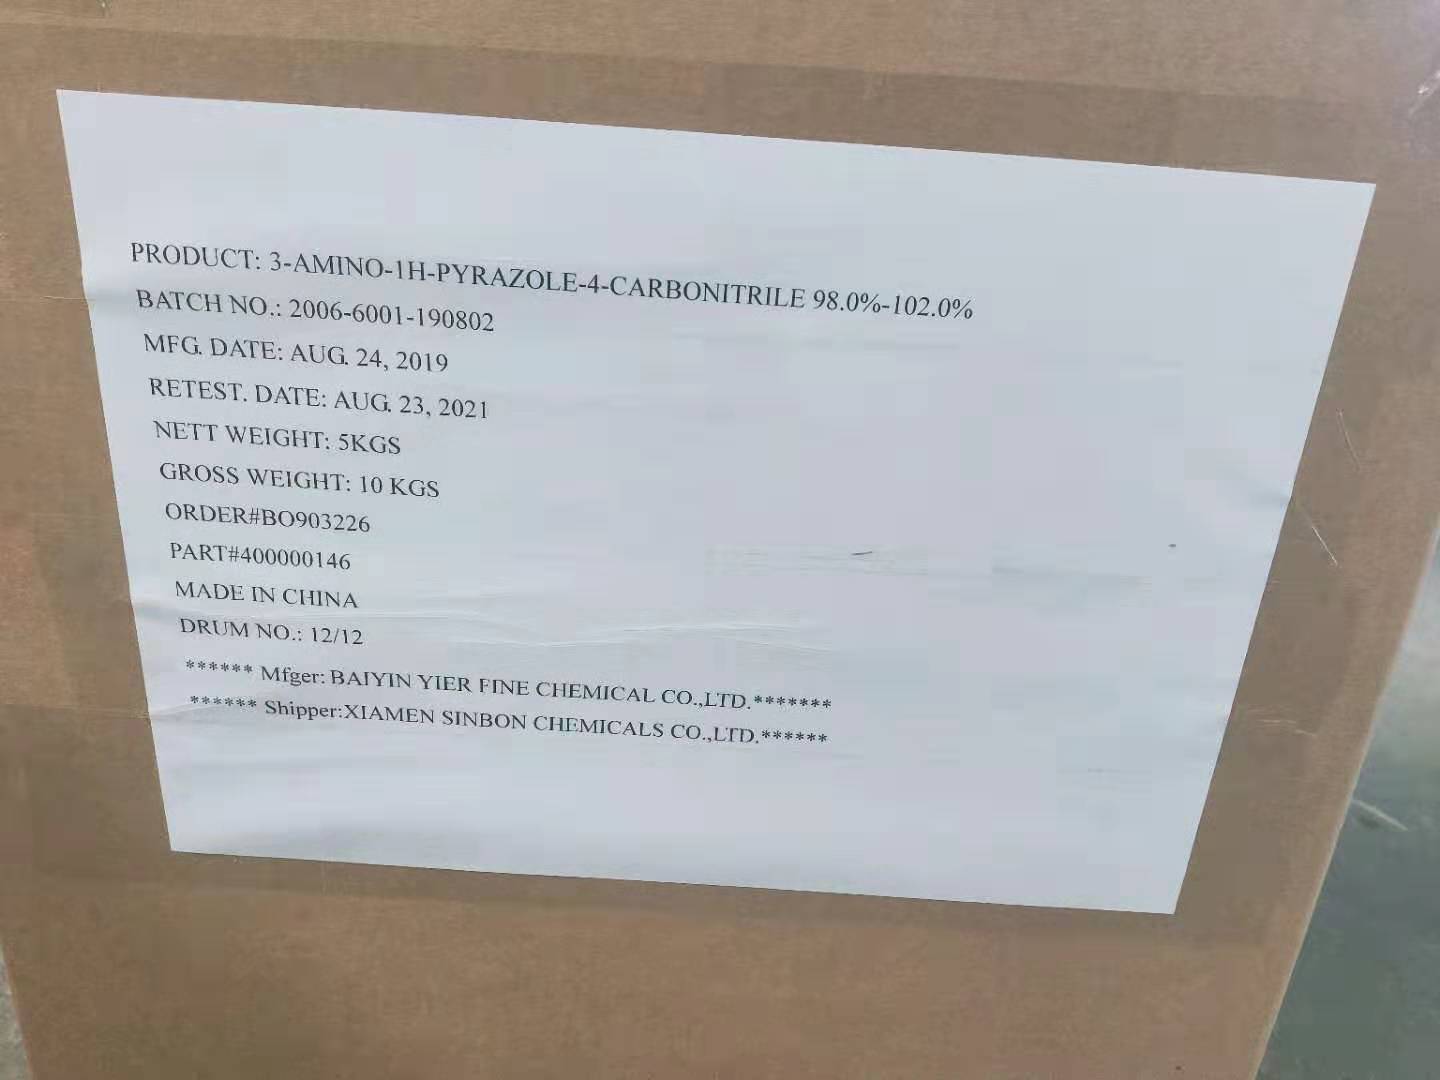 PRODUCT: 3-AMINO-1H-PYRAZOLE-4-CARBONITRILE 98.0%-102.0%
BATCH NO.: 2006-6001-190802
MFG. DATE: AUG. 24, 2019
RETEST. DATE: AUG. 23, 2021
NETT WEIGHT: 5KGS
GROSS WEIGHT: 10 KGS
ORDER#BO903226
PART#400000146
MADE IN CHINA
DRUM NO.: 12/12
****** Mfger: BAIYIN YIER FINE CHEMICAL CO.,LTD.*******
****** Shipper:XIAMEN SINBON CHEMICALS CO.,LTD.******